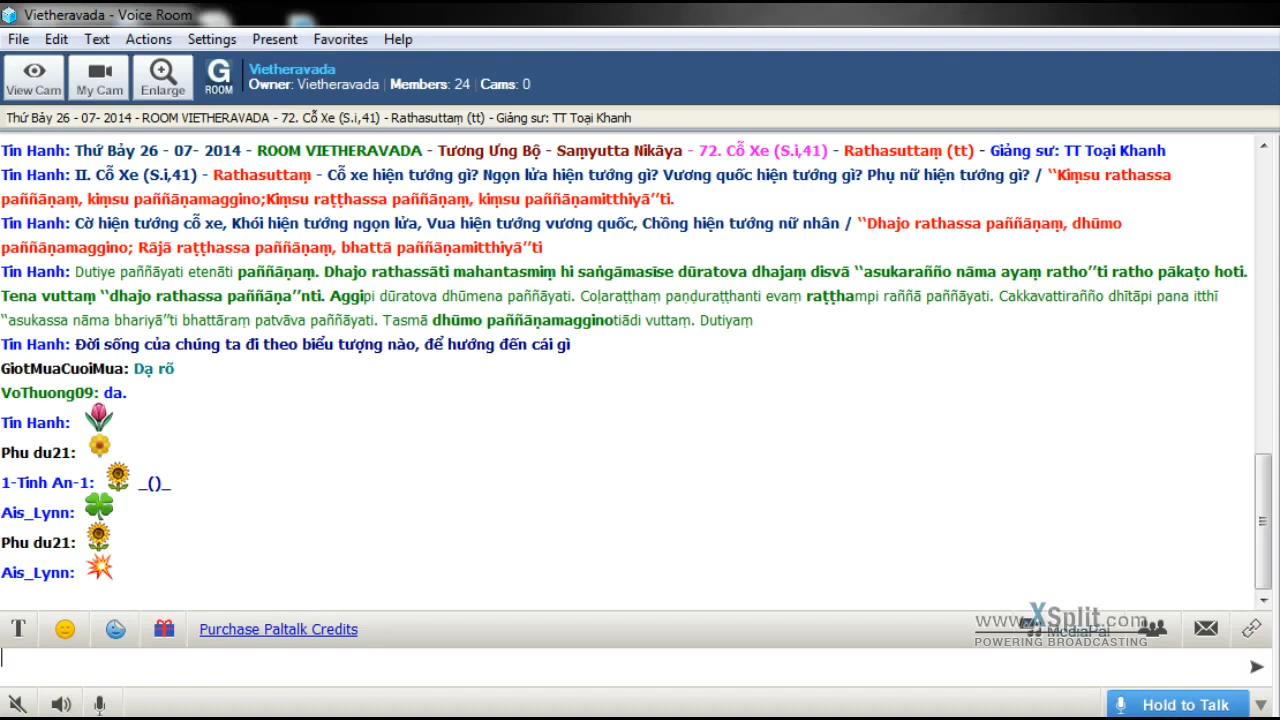 Vietheravada - Voice Room
File Edit Text Actions Settings Present Favorites Help
View Cam My Cam Enlarge G ROOM
Vietheravada
Owner: Vietheravada | Members: 24 | Cams: 0
Thứ Bảy 26 - 07- 2014 - ROOM VIETHERAVADA - 72. Cỗ Xe (S.i,41) - Rathasuttaṃ (tt) - Giảng sư: TT Toại Khanh
Tin Hanh: Thứ Bảy 26 - 07- 2014 - ROOM VIETHERAVADA - Tương Ưng Bộ - Saṃyutta Nikāya - 72. Cỗ Xe (S.i,41) - Rathasuttaṃ (tt) - Giảng sư: TT Toại Khanh
Tin Hanh: II. Cỗ Xe (S.i,41) - Rathasuttaṃ - Cỗ xe hiện tướng gì? Ngọn lửa hiện tướng gì? Vương quốc hiện tướng gì? Phụ nữ hiện tướng gì? / ‘‘Kiṃsu rathassa
paññāṇaṃ, kiṃsu paññāṇamaggino;Kiṃsu raṭṭhassa paññāṇaṃ, kiṃsu paññāṇamitthiyā’’ti.
Tin Hanh: Cờ hiện tướng cỗ xe, Khói hiện tướng ngọn lửa, Vua hiện tướng vương quốc, Chồng hiện tướng nữ nhân / ‘‘Dhajo rathassa paññāṇaṃ, dhūmo
paññāṇamaggino; Rājā raṭṭhassa paññāṇaṃ, bhattā paññāṇamitthiyā’’ti
Tin Hanh: Dutiye paññāyati etenāti paññāṇaṃ. Dhajo rathassāti mahantasmiṃ hi saṅgāmasīse dūratova dhajaṃ disvā ‘‘asukarañño nāma ayaṃ ratho’’ti ratho pākaṭo hoti.
Tena vuttaṃ ‘‘dhajo rathassa paññāṇa’’nti. Aggipi dūratova dhūmena paññāyati. Coḷaraṭṭhaṃ paṇḍuraṭṭhanti evaṃ raṭṭhampi raññā paññāyati. Cakkavattirañño dhītāpi pana itthī
‘‘asukassa nāma bhariyā’’ti bhattāraṃ patvāva paññāyati. Tasmā dhūmo paññāṇamagginotiādi vuttaṃ. Dutiyaṃ
Tin Hanh: Đời sống của chúng ta đi theo biểu tượng nào, để hướng đến cái gì
GiotMuaCuoiMua: Dạ rõ
VoThuong09: da.
Tin Hanh:
Phu du21:
1-Tinh An-1: _()_
Ais_Lynn:
Phu du21:
Ais_Lynn:
T Purchase Paltalk Credits
www.XSplit.com
MediaPal
POWERING BROADCASTING
Hold to Talk